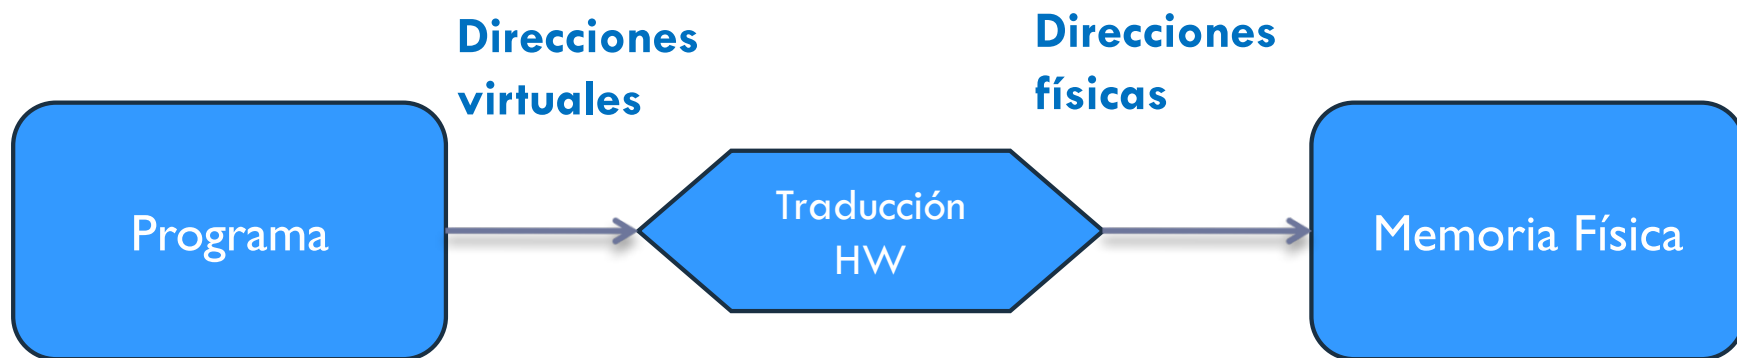 Direcciones
virtuales
Direcciones
físicas
Programa
Traducción
HW
Memoria Física